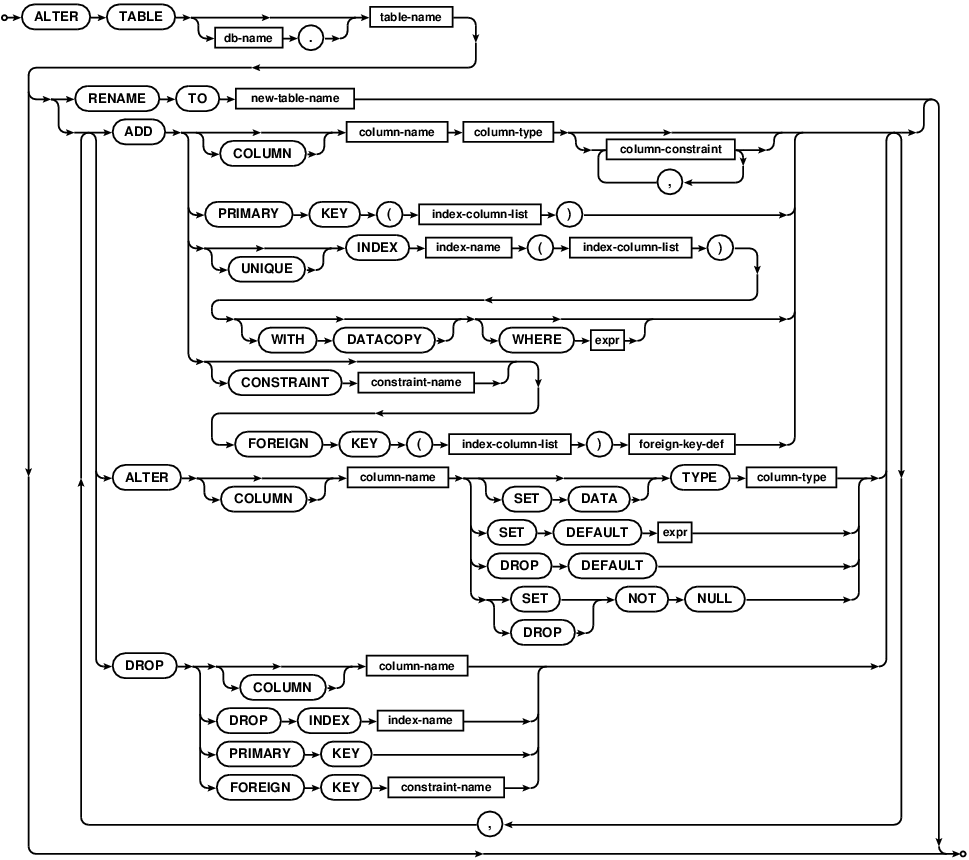 ALTER TABLE table-name
db-name .
RENAME TO new-table-name
ADD column-name column-type
COLUMN column-constraint
,
PRIMARY KEY ( index-column-list )
INDEX index-name ( index-column-list )
UNIQUE
WITH DATACOPY WHERE expr
CONSTRAINT constraint-name
FOREIGN KEY ( index-column-list ) foreign-key-def
ALTER column-name TYPE column-type
COLUMN SET DATA
SET DEFAULT expr
DROP DEFAULT
SET NOT NULL
DROP
DROP column-name
COLUMN
DROP INDEX index-name
PRIMARY KEY
FOREIGN KEY constraint-name
,